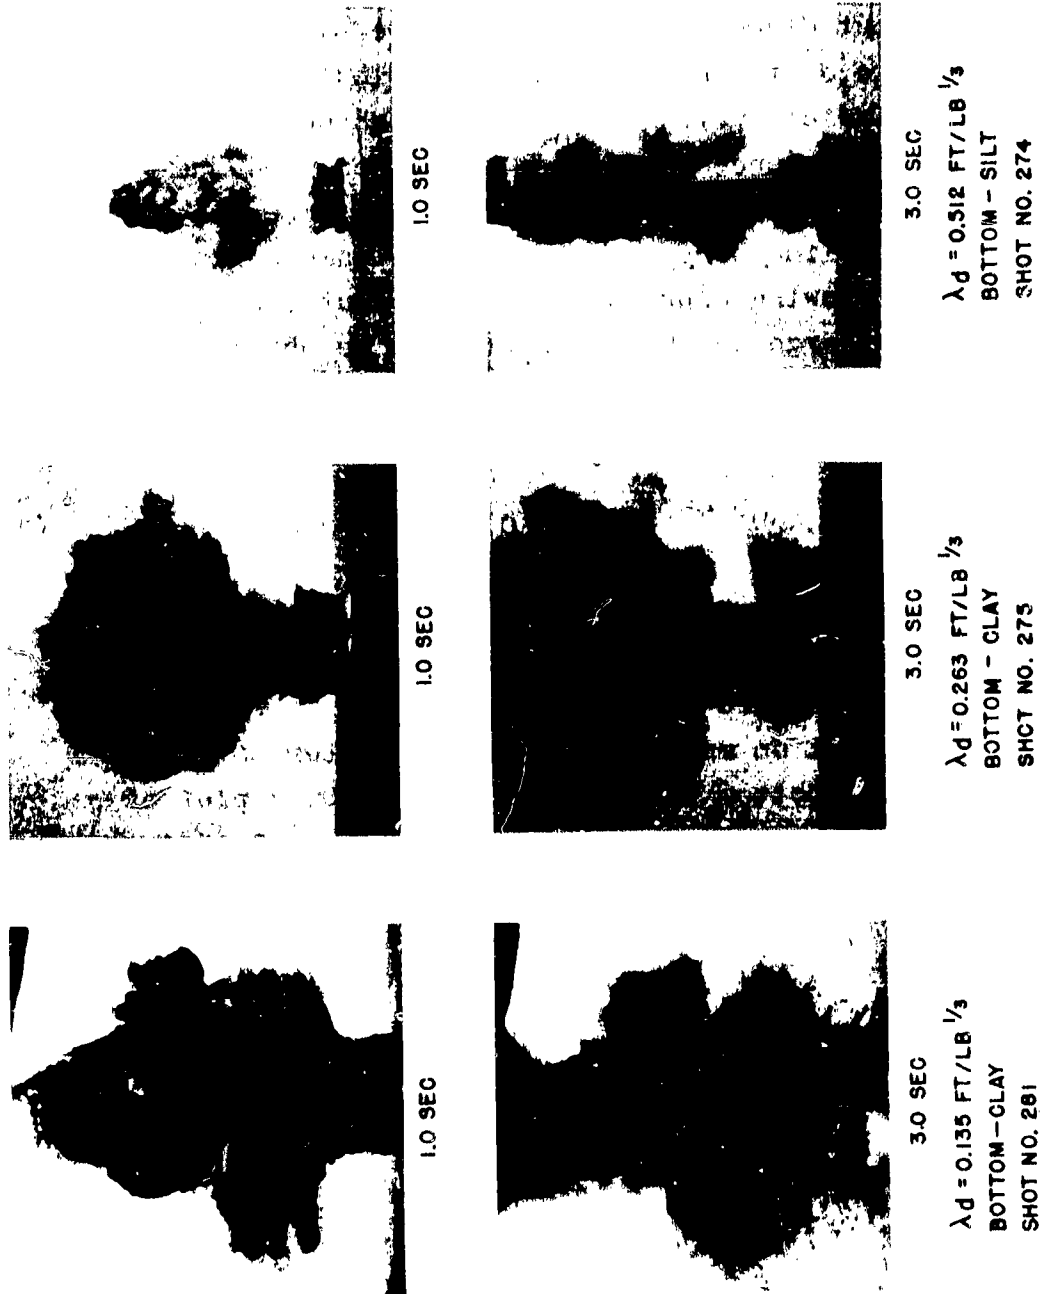 1.0 SEC
1.0 SEC
1.0 SEC
3.0 SEC
3.0 SEC
3.0 SEC
λd = 0.135 FT/LB 1/3
BOTTOM-CLAY
SHOT NO. 281
λd = 0.263 FT/LB 1/3
BOTTOM - CLAY
SHOT NO. 275
λd = 0.512 FT/LB 1/3
BOTTOM - SILT
SHOT NO. 274